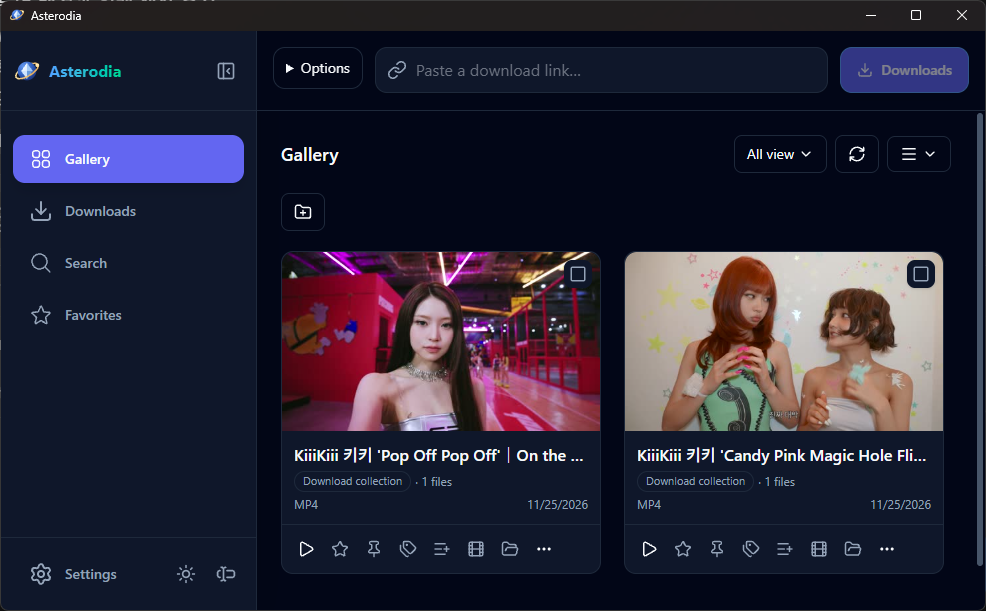 Asterodia
Asterodia
Options
Paste a download link...
Downloads
Gallery
Downloads
Search
Favorites
Settings
Gallery
All view
KiiiKiii 키키 'Pop Off Pop Off' | On the ...
Download collection · 1 files
MP4 11/25/2026
KiiiKiii 키키 'Candy Pink Magic Hole Fli...
Download collection · 1 files
MP4 11/25/2026